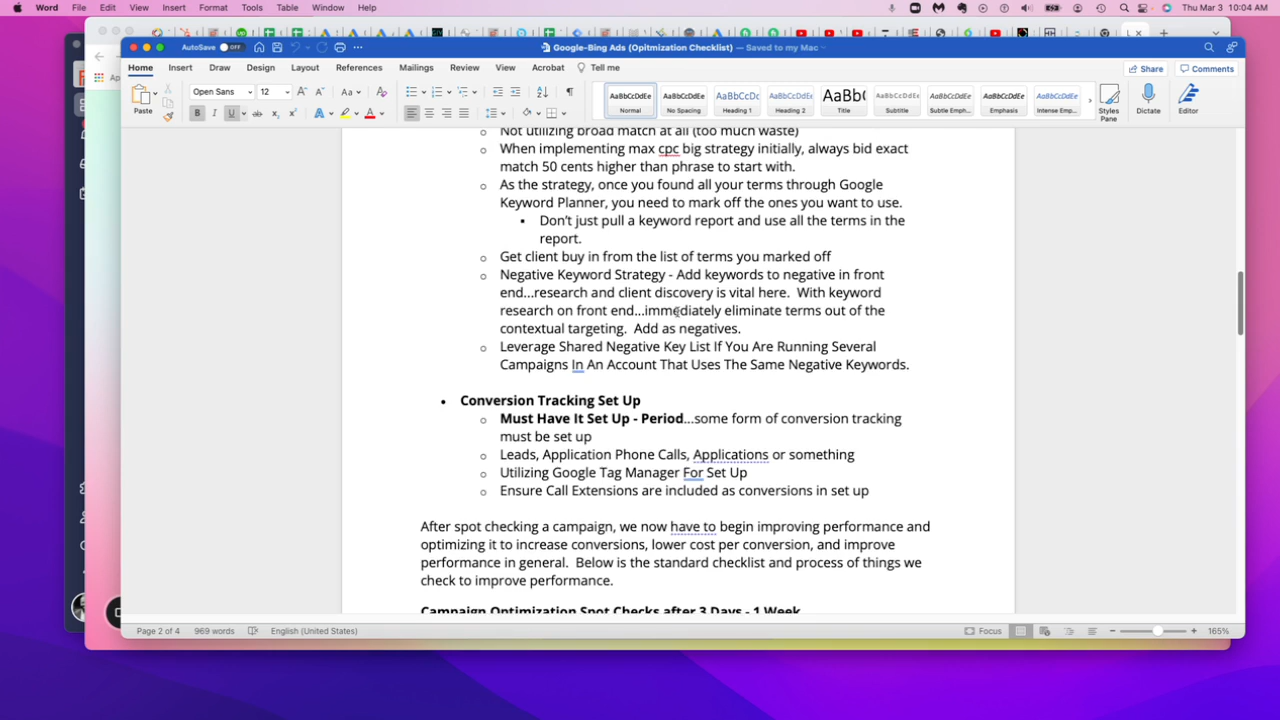 Word File Edit View Insert Format Tools Table Window Help
Thu Mar 3 10:04 AM
AutoSave OFF
Google-Bing Ads (Opitmization Checklist) — Saved to my Mac
Home Insert Draw Design Layout References Mailings Review View Acrobat Tell me
Share Comments
Paste
Open Sans 12
AaBbCcDdEe Normal
AaBbCcDdEe No Spacing
AaBbCcDc Heading 1
AaBbCcDdEe Heading 2
Title
AaBbCcDdEe Subtitle
AaBbCcDdEe Subtle Emph...
AaBbCcDdEe Emphasis
AaBbCcDdEe Intense Emp...
Styles Pane
Dictate
Editor
Not utilizing broad match at all (too much waste)
When implementing max cpc big strategy initially, always bid exact
match 50 cents higher than phrase to start with.
As the strategy, once you found all your terms through Google
Keyword Planner, you need to mark off the ones you want to use.
Don't just pull a keyword report and use all the terms in the
report.
Get client buy in from the list of terms you marked off
Negative Keyword Strategy - Add keywords to negative in front
end...research and client discovery is vital here. With keyword
research on front end...immediately eliminate terms out of the
contextual targeting. Add as negatives.
Leverage Shared Negative Key List If You Are Running Several
Campaigns In An Account That Uses The Same Negative Keywords.
Conversion Tracking Set Up
Must Have It Set Up - Period...some form of conversion tracking
must be set up
Leads, Application Phone Calls, Applications or something
Utilizing Google Tag Manager For Set Up
Ensure Call Extensions are included as conversions in set up
After spot checking a campaign, we now have to begin improving performance and
optimizing it to increase conversions, lower cost per conversion, and improve
performance in general. Below is the standard checklist and process of things we
check to improve performance.
Campaign Optimization Spot Checks after 3 Days - 1 Week
Page 2 of 4 969 words English (United States)
Focus 165%